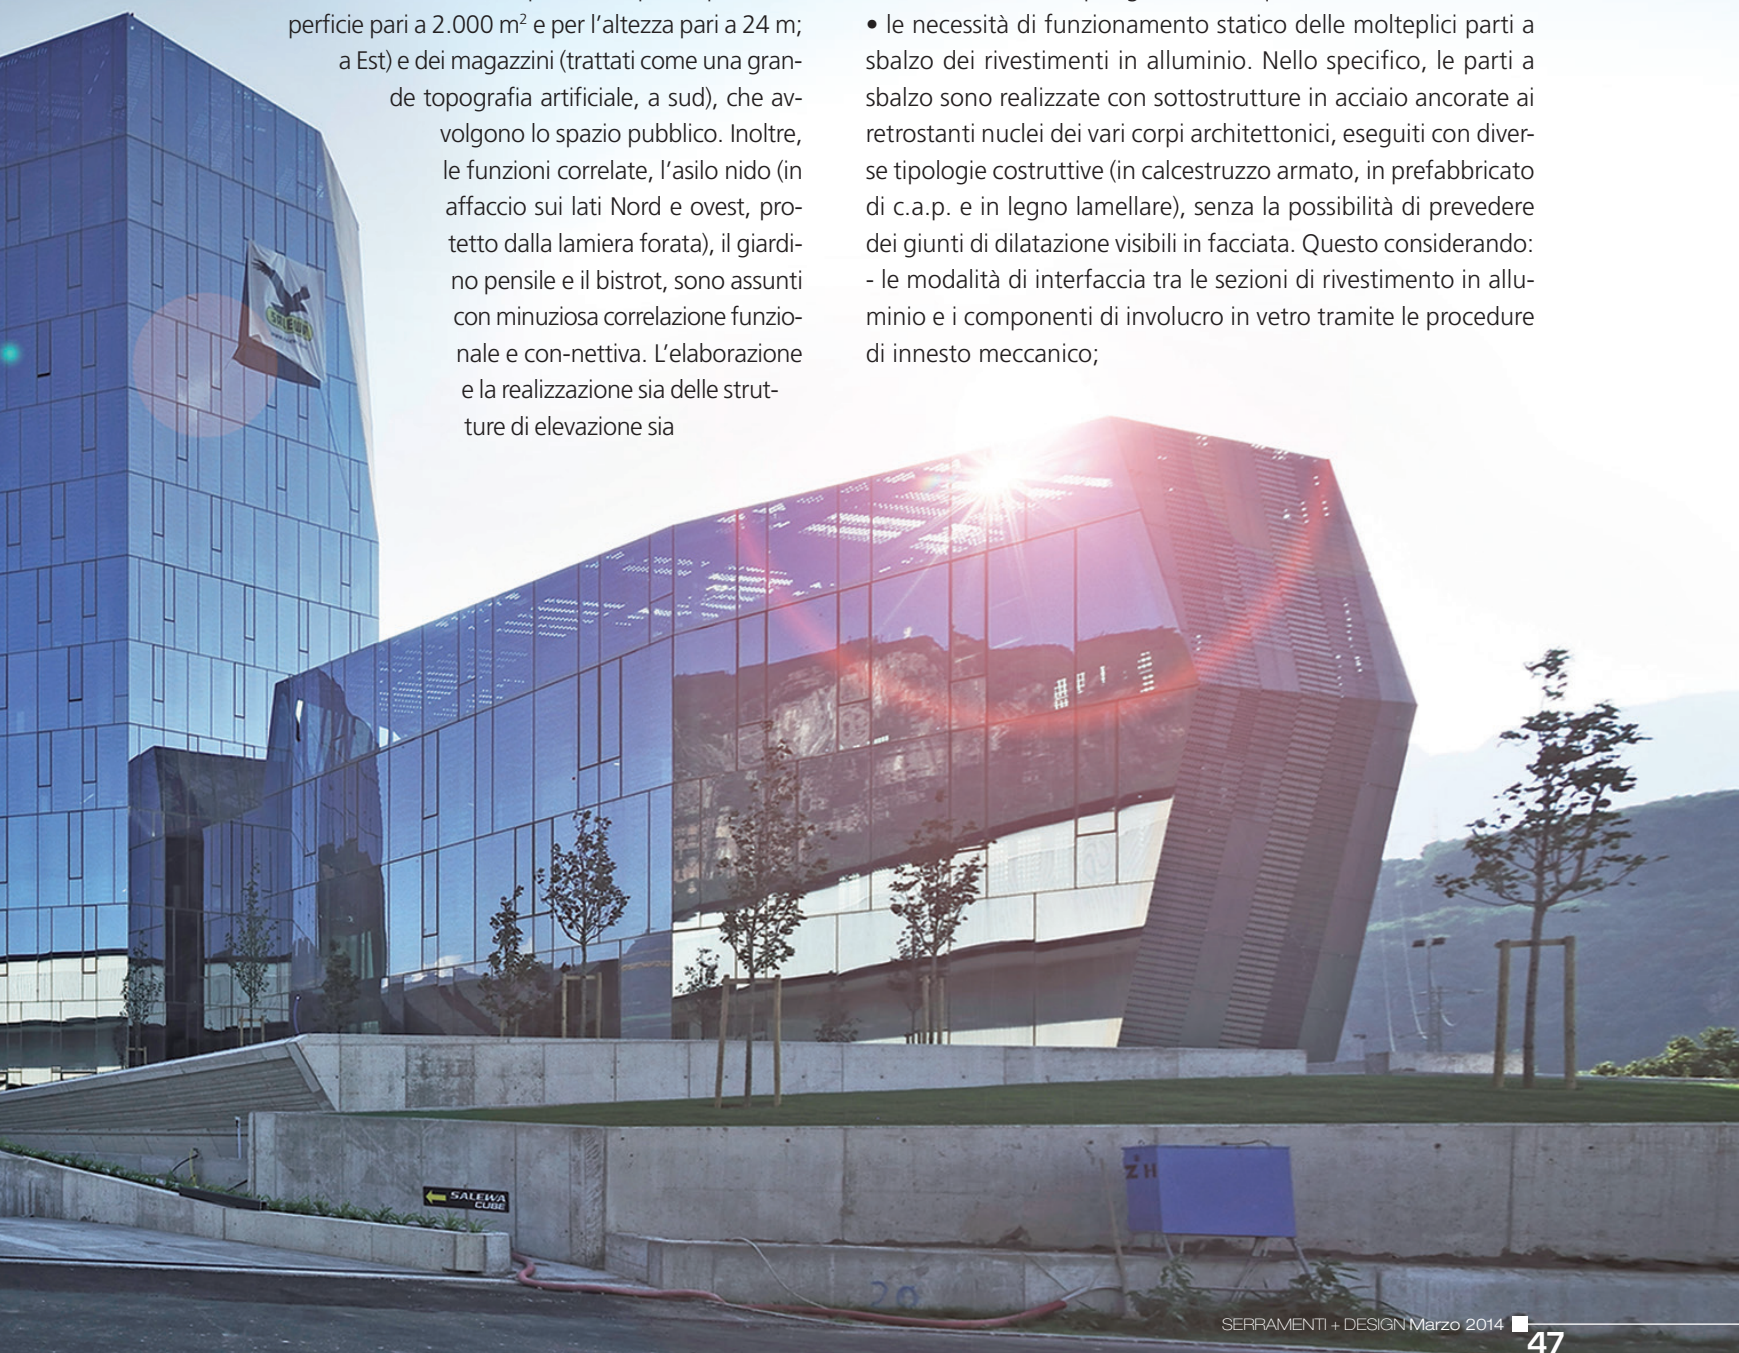 perficie pari a 2.000 m² e per l’altezza pari a 24 m;
a Est) e dei magazzini (trattati come una gran-
de topografia artificiale, a sud), che av-
volgono lo spazio pubblico. Inoltre,
le funzioni correlate, l’asilo nido (in
affaccio sui lati Nord e ovest, pro-
tetto dalla lamiera forata), il giardi-
no pensile e il bistrot, sono assunti
con minuziosa correlazione funzio-
nale e con-nettiva. L’elaborazione
e la realizzazione sia delle strut-
ture di elevazione sia
• le necessità di funzionamento statico delle molteplici parti a
sbalzo dei rivestimenti in alluminio. Nello specifico, le parti a
sbalzo sono realizzate con sottostrutture in acciaio ancorate ai
retrostanti nuclei dei vari corpi architettonici, eseguiti con diver-
se tipologie costruttive (in calcestruzzo armato, in prefabbricato
di c.a.p. e in legno lamellare), senza la possibilità di prevedere
dei giunti di dilatazione visibili in facciata. Questo considerando:
- le modalità di interfaccia tra le sezioni di rivestimento in allu-
minio e i componenti di involucro in vetro tramite le procedure
di innesto meccanico;
SALEWA
SALEWA
CUBE
Z H
20
SERRAMENTI + DESIGN Marzo 2014
47